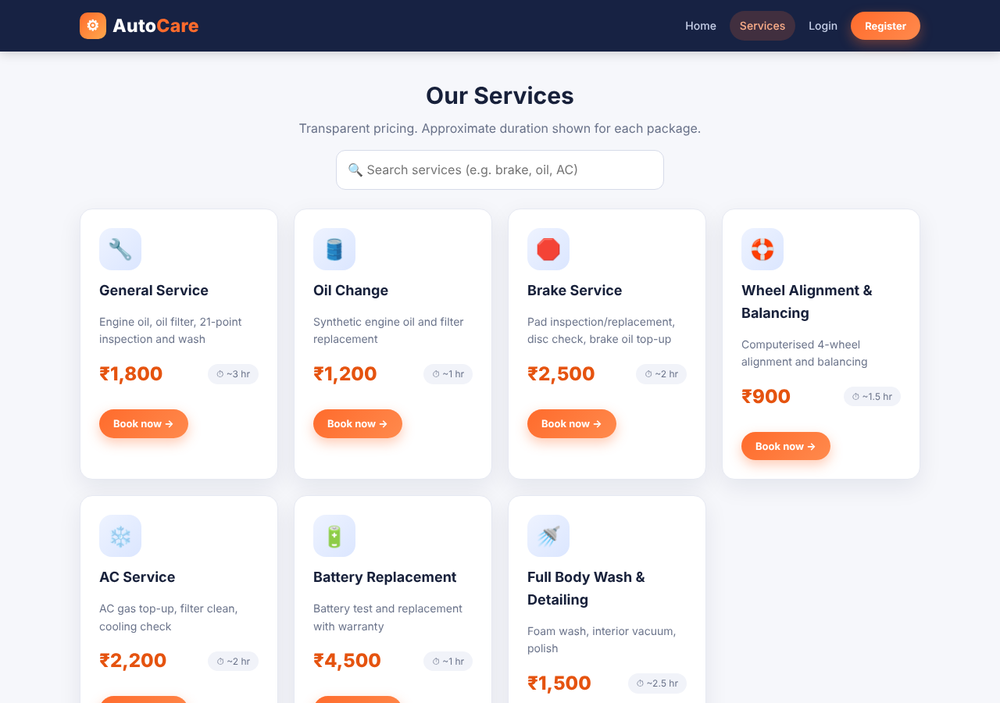 AutoCare
Home
Services
Login
Register
Our Services
Transparent pricing. Approximate duration shown for each package.
Search services (e.g. brake, oil, AC)
General Service
Engine oil, oil filter, 21-point
inspection and wash
₹1,800
~3 hr
Book now →
Oil Change
Synthetic engine oil and filter
replacement
₹1,200
~1 hr
Book now →
Brake Service
Pad inspection/replacement,
disc check, brake oil top-up
₹2,500
~2 hr
Book now →
Wheel Alignment &
Balancing
Computerised 4-wheel
alignment and balancing
₹900
~1.5 hr
Book now →
AC Service
AC gas top-up, filter clean,
cooling check
₹2,200
~2 hr
Battery Replacement
Battery test and replacement
with warranty
₹4,500
~1 hr
Full Body Wash &
Detailing
Foam wash, interior vacuum,
polish
₹1,500
~2.5 hr